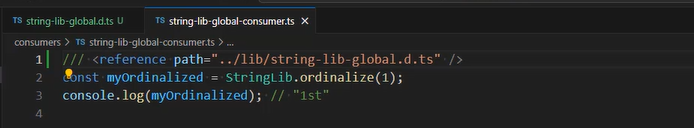 TS string-lib-global.d.ts U TS string-lib-global-consumer.ts ×
consumers > TS string-lib-global-consumer.ts > ...
1 /// <reference path="../lib/string-lib-global.d.ts" />
2 const myOrdinalized = StringLib.ordinalize(1);
3 console.log(myOrdinalized); // "1st"
4